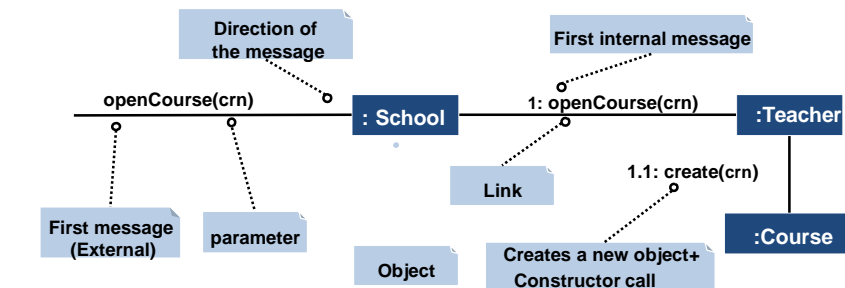 Direction of
the message
First internal message
openCourse(crn)
: School
1: openCourse(crn)
:Teacher
Link
1.1: create(crn)
First message
(External)
parameter
:Course
Object
Creates a new object+
Constructor call